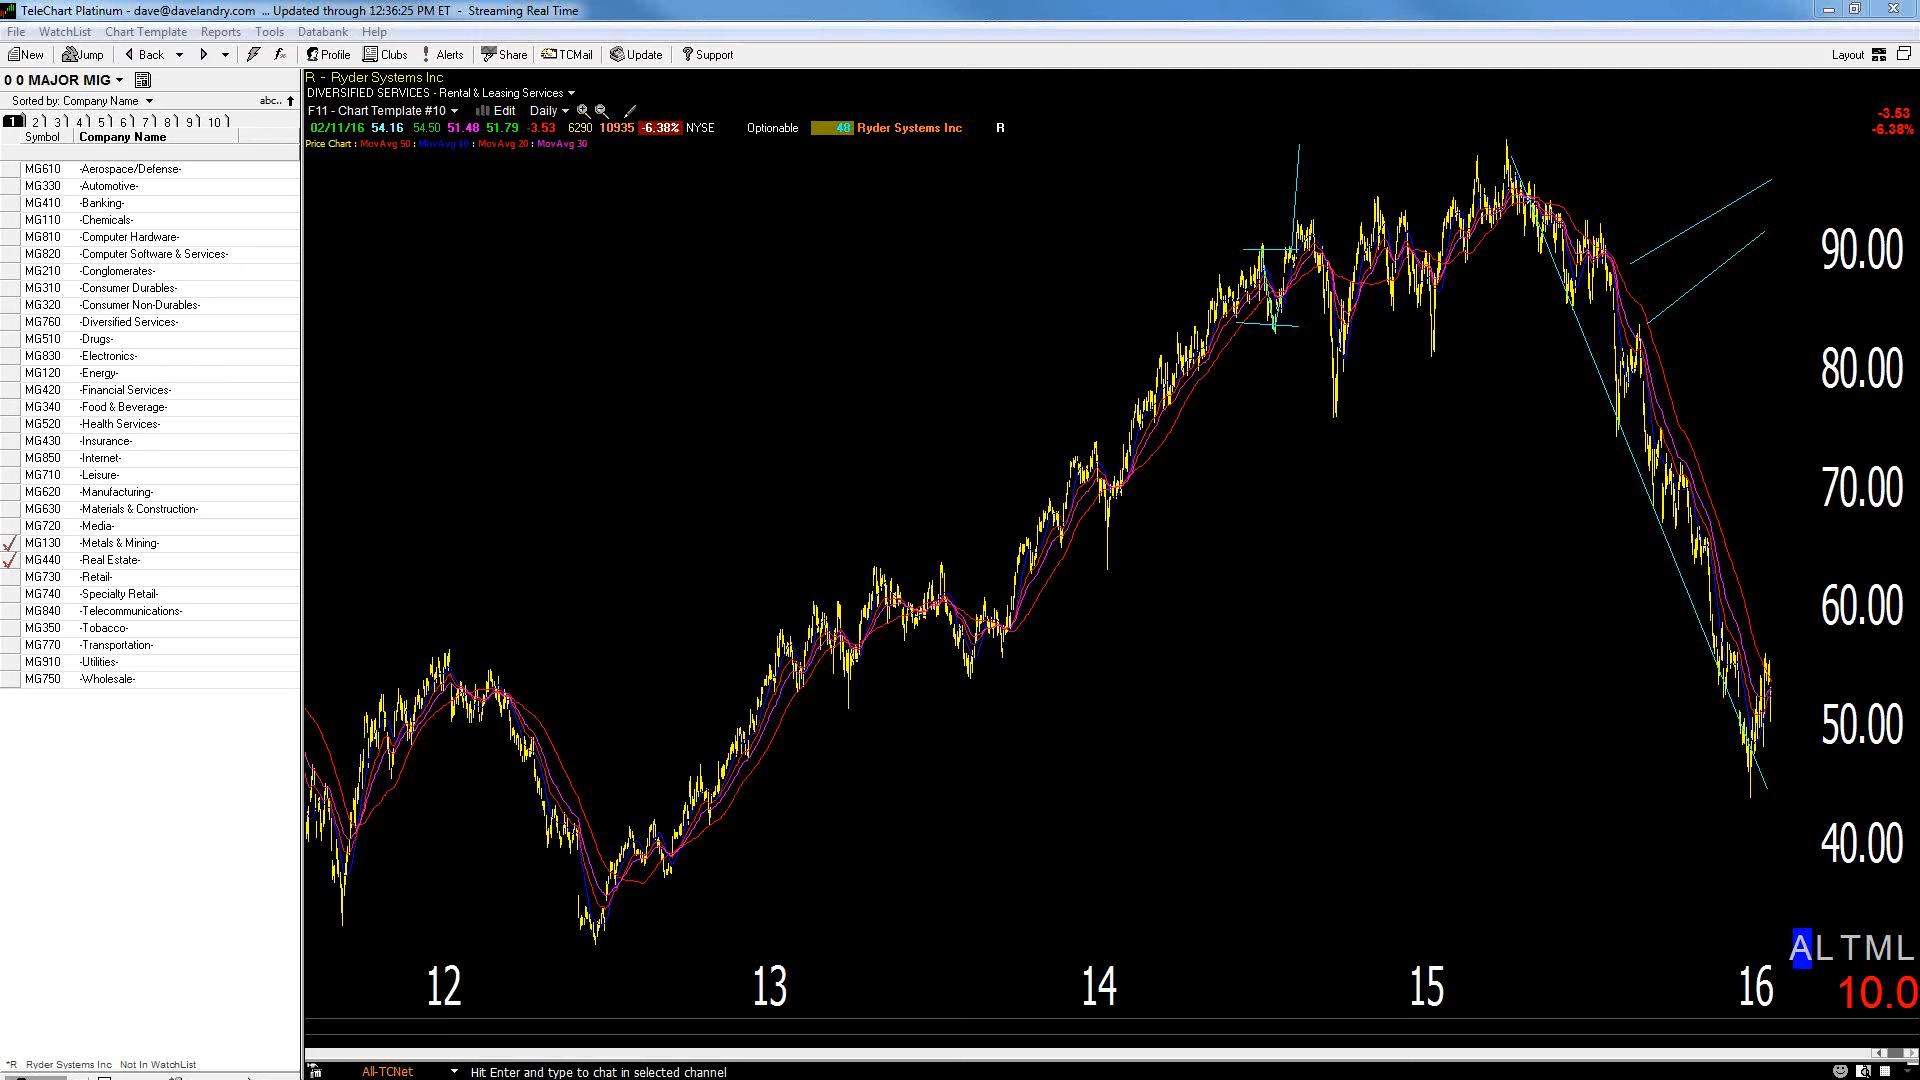 TeleChart Platinum - dave@davelandry.com ... Updated through 12:36:25 PM ET - Streaming Real Time
File WatchList Chart Template Reports Tools Databank Help
New Jump Back Profile Clubs Alerts Share TCMail Update Support Layout
0 0 MAJOR MIG
Sorted by: Company Name abc..
1 2 3 4 5 6 7 8 9 10
Symbol Company Name
MG610 -Aerospace/Defense-
MG330 -Automotive-
MG410 -Banking-
MG110 -Chemicals-
MG810 -Computer Hardware-
MG820 -Computer Software & Services-
MG210 -Conglomerates-
MG310 -Consumer Durables-
MG320 -Consumer Non-Durables-
MG760 -Diversified Services-
MG510 -Drugs-
MG830 -Electronics-
MG120 -Energy-
MG420 -Financial Services-
MG340 -Food & Beverage-
MG520 -Health Services-
MG430 -Insurance-
MG850 -Internet-
MG710 -Leisure-
MG620 -Manufacturing-
MG630 -Materials & Construction-
MG720 -Media-
MG130 -Metals & Mining-
MG440 -Real Estate-
MG730 -Retail-
MG740 -Specialty Retail-
MG840 -Telecommunications-
MG350 -Tobacco-
MG770 -Transportation-
MG910 -Utilities-
MG750 -Wholesale-
*R Ryder Systems Inc Not In WatchList
R - Ryder Systems Inc
DIVERSIFIED SERVICES - Rental & Leasing Services
F11 - Chart Template #10 Edit Daily
02/11/16 54.16 54.50 51.48 51.79 -3.53 6290 10935 -6.38% NYSE Optionable 48 Ryder Systems Inc R
Price Chart : MovAvg 50 : MovAvg 10 : MovAvg 20 : MovAvg 30
-3.53
-6.38%
90.00
80.00
70.00
60.00
50.00
40.00
A L T M L
10.0
12 13 14 15 16
All-TCNet Hit Enter and type to chat in selected channel